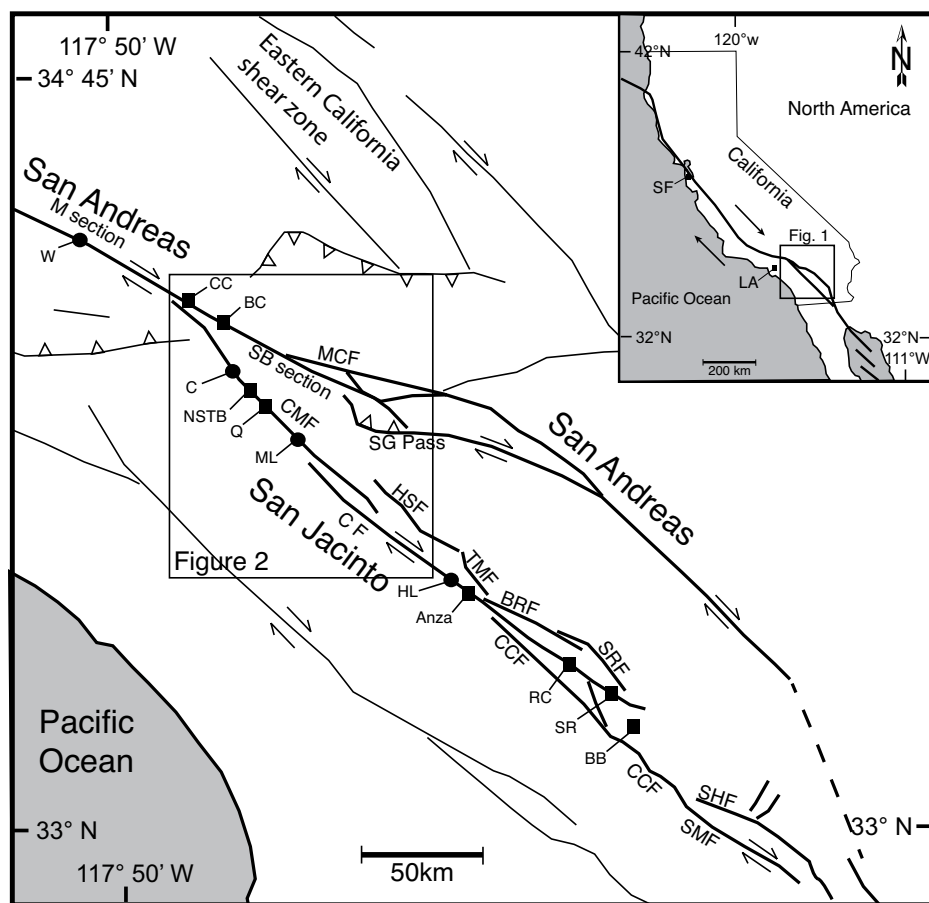 117° 50' W
34° 45' N
Eastern California
shear zone
San Andreas
M section
W
CC
BC
MCF
SB section
C
NSTB
Q
CMF
ML
SG Pass
San Andreas
San Jacinto
C F
HSF
Figure 2
HL
TMF
Anza
BRF
CCF
SRF
RC
SR
BB
CCF
SHF
SMF
Pacific
Ocean
33° N
33° N
117° 50' W
50km
42°N
120°w
N
North America
California
SF
Fig. 1
LA
Pacific Ocean
32°N
32°N
111°W
200 km